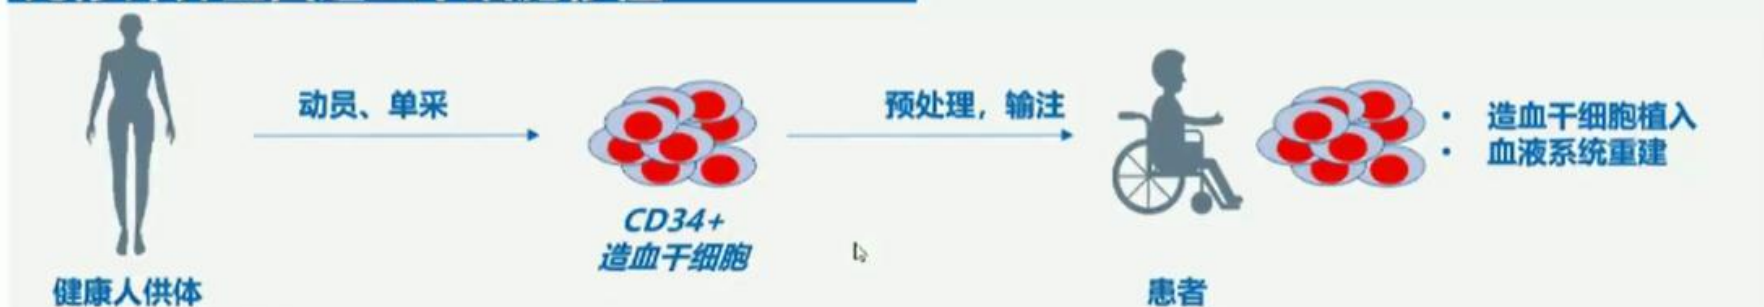 动员、单采
预处理，输注
• 造血干细胞植入
• 血液系统重建
CD34+
造血干细胞
健康人供体
患者